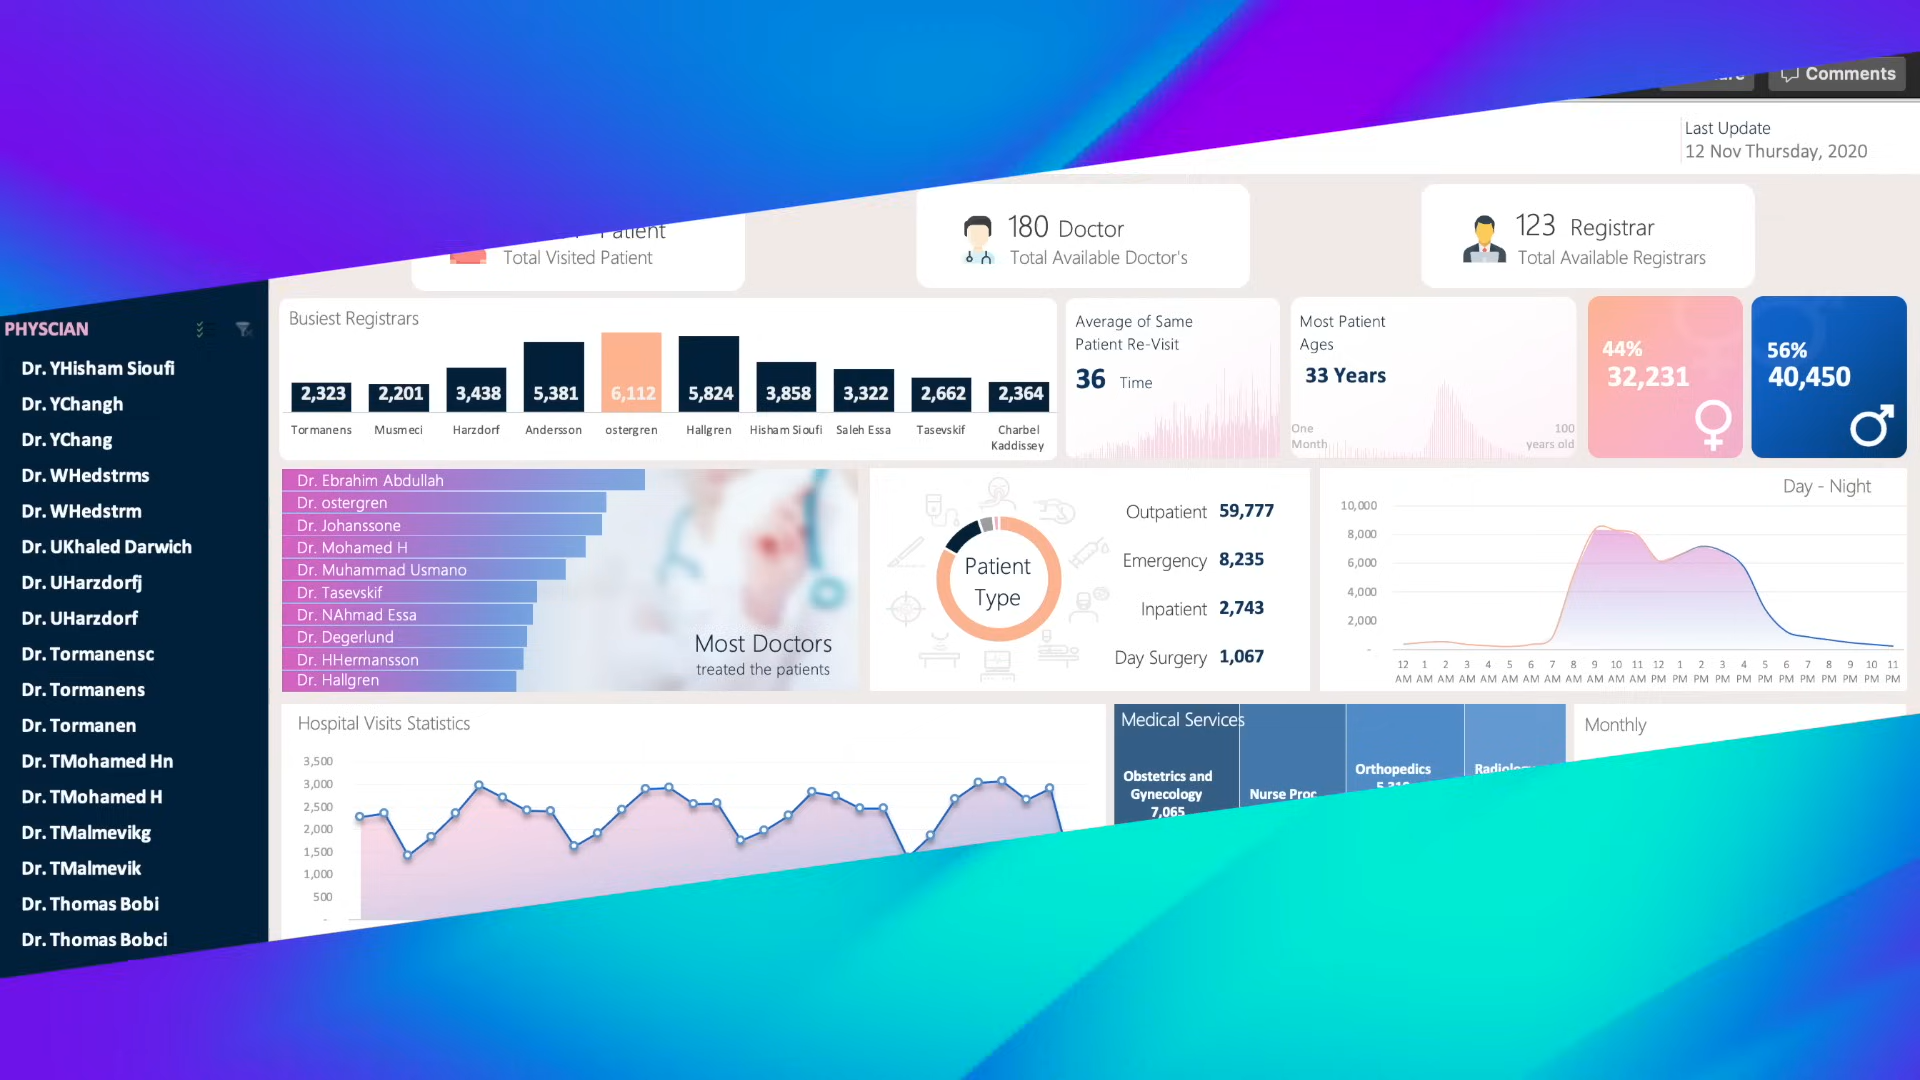 Comments
Last Update
12 Nov Thursday, 2020
Patient
Total Visited Patient
180 Doctor
Total Available Doctor's
123 Registrar
Total Available Registrars
PHYSCIAN
Dr. YHisham Sioufi
Dr. YChangh
Dr. YChang
Dr. WHedstrms
Dr. WHedstrm
Dr. UKhaled Darwich
Dr. UHarzdorfj
Dr. UHarzdorf
Dr. Tormanensc
Dr. Tormanens
Dr. Tormanen
Dr. TMohamed Hn
Dr. TMohamed H
Dr. TMalmevikg
Dr. TMalmevik
Dr. Thomas Bobi
Dr. Thomas Bobci
Busiest Registrars
2,323 2,201 3,438 5,381 6,112 5,824 3,858 3,322 2,662 2,364
Tormanens Musmeci Harzdorf Andersson ostergren Hallgren Hisham Sioufi Saleh Essa Tasevskif Charbel
Kaddissey
Average of Same
Patient Re-Visit
36 Time
Most Patient
Ages
33 Years
One
Month
100
years old
44%
32,231
56%
40,450
Dr. Ebrahim Abdullah
Dr. ostergren
Dr. Johanssone
Dr. Mohamed H
Dr. Muhammad Usmano
Dr. Tasevskif
Dr. NAhmad Essa
Dr. Degerlund
Dr. HHermansson
Dr. Hallgren
Most Doctors
treated the patients
Patient
Type
Outpatient 59,777
Emergency 8,235
Inpatient 2,743
Day Surgery 1,067
Day - Night
10,000
8,000
6,000
4,000
2,000
-
12 1 2 3 4 5 6 7 8 9 10 11 12 1 2 3 4 5 6 7 8 9 10 11
AM AM AM AM AM AM AM AM AM AM AM AM PM PM PM PM PM PM PM PM PM PM PM PM
Hospital Visits Statistics
3,500
3,000
2,500
2,000
1,500
1,000
500
-
Medical Services
Obstetrics and
Gynecology
7,065
Nurse Proc
Orthopedics
5,310
Radiology
Monthly